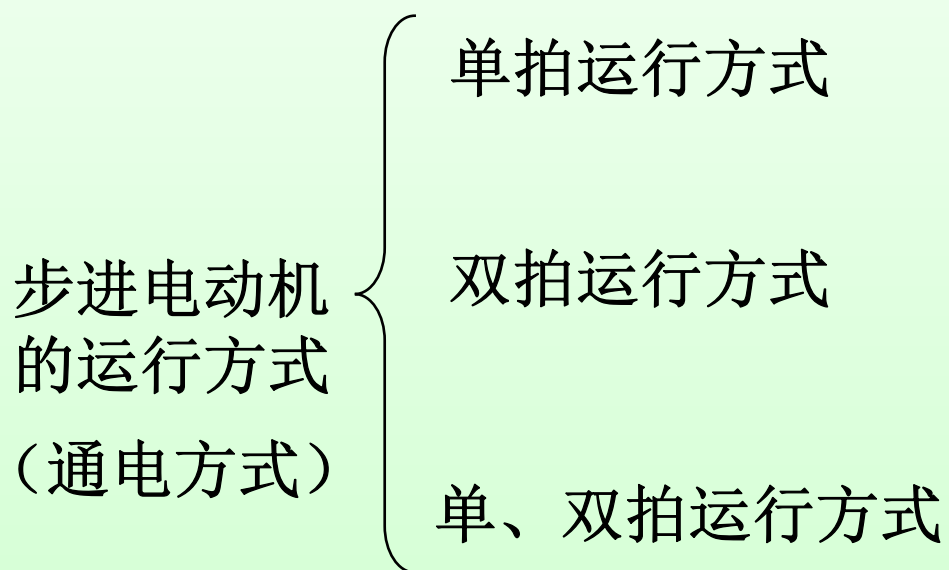 步进电动机
的运行方式
（通电方式）
单拍运行方式
双拍运行方式
单、双拍运行方式